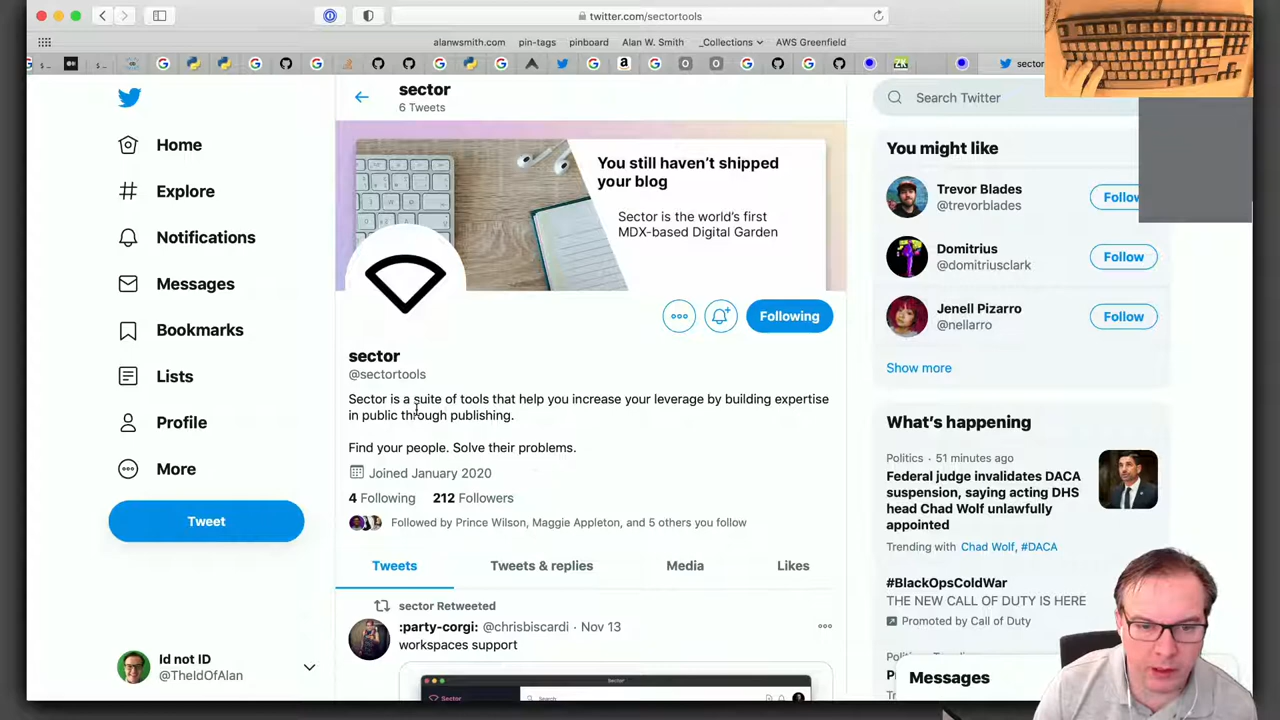 twitter.com/sectortools
alanwsmith.com pin-tags pinboard Alan W. Smith _Collections AWS Greenfield
sector
sector
6 Tweets
Search Twitter
Home
Explore
Notifications
Messages
Bookmarks
Lists
Profile
More
Tweet
Id not ID
@TheIdOfAlan
You still haven't shipped
your blog
Sector is the world's first
MDX-based Digital Garden
Following
sector
@sectortools
Sector is a suite of tools that help you increase your leverage by building expertise
in public through publishing.
Find your people. Solve their problems.
Joined January 2020
4 Following 212 Followers
Followed by Prince Wilson, Maggie Appleton, and 5 others you follow
Tweets Tweets & replies Media Likes
sector Retweeted
:party-corgi: @chrisbiscardi · Nov 13
workspaces support
Sector
Sector
Search
You might like
Trevor Blades
@trevorblades
Follow
Domitrius
@domitriusclark
Follow
Jenell Pizarro
@nellarro
Follow
Show more
What's happening
Politics · 51 minutes ago
Federal judge invalidates DACA
suspension, saying acting DHS
head Chad Wolf unlawfully
appointed
Trending with Chad Wolf, #DACA
#BlackOpsColdWar
THE NEW CALL OF DUTY IS HERE
Promoted by Call of Duty
Messages